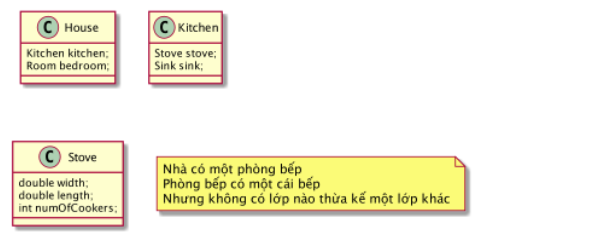 C House
Kitchen kitchen;
Room bedroom;
C Kitchen
Stove stove;
Sink sink;
C Stove
double width;
double length;
int numOfCookers;
Nhà có một phòng bếp
Phòng bếp có một cái bếp
Nhưng không có lớp nào thừa kế một lớp khác